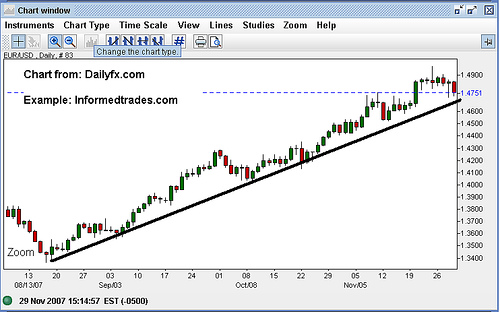 Chart window
Instruments Chart Type Time Scale View Lines Studies Zoom Help
Change the chart type.
EUR/USD , Daily, # 83
Chart from: Dailyfx.com
Example: Informedtrades.com
1.4900
1.4751
1.4600
1.4500
1.4400
1.4300
1.4200
1.4100
1.4000
1.3900
1.3800
1.3700
1.3600
1.3500
1.3400
Zoom
13 20 27 03 10 17 24 01 08 15 22 29 05 12 19 26
08/13/07 Sep/03 Oct/08 Nov/05
29 Nov 2007 15:14:57 EST (-0500)